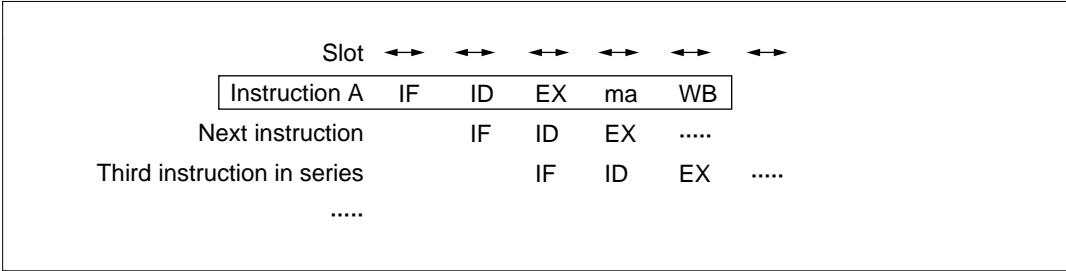 Slot
Instruction A IF ID EX ma WB
Next instruction IF ID EX .....
Third instruction in series IF ID EX .....
.....